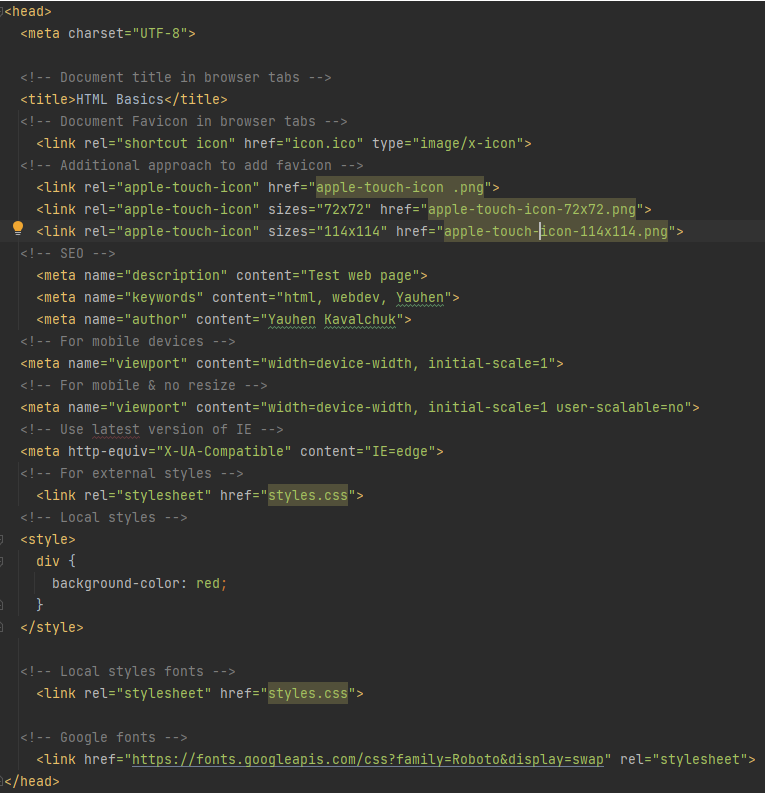 <head>
<meta charset="UTF-8">
<!-- Document title in browser tabs -->
<title>HTML Basics</title>
<!-- Document Favicon in browser tabs -->
<link rel="shortcut icon" href="icon.ico" type="image/x-icon">
<!-- Additional approach to add favicon -->
<link rel="apple-touch-icon" href="apple-touch-icon .png">
<link rel="apple-touch-icon" sizes="72x72" href="apple-touch-icon-72x72.png">
<link rel="apple-touch-icon" sizes="114x114" href="apple-touch-icon-114x114.png">
<!-- SEO -->
<meta name="description" content="Test web page">
<meta name="keywords" content="html, webdev, Yauhen">
<meta name="author" content="Yauhen Kavalchuk">
<!-- For mobile devices -->
<meta name="viewport" content="width=device-width, initial-scale=1">
<!-- For mobile & no resize -->
<meta name="viewport" content="width=device-width, initial-scale=1 user-scalable=no">
<!-- Use latest version of IE -->
<meta http-equiv="X-UA-Compatible" content="IE=edge">
<!-- For external styles -->
<link rel="stylesheet" href="styles.css">
<!-- Local styles -->
<style>
div {
background-color: red;
}
</style>
<!-- Local styles fonts -->
<link rel="stylesheet" href="styles.css">
<!-- Google fonts -->
<link href="https://fonts.googleapis.com/css?family=Roboto&display=swap" rel="stylesheet">
</head>